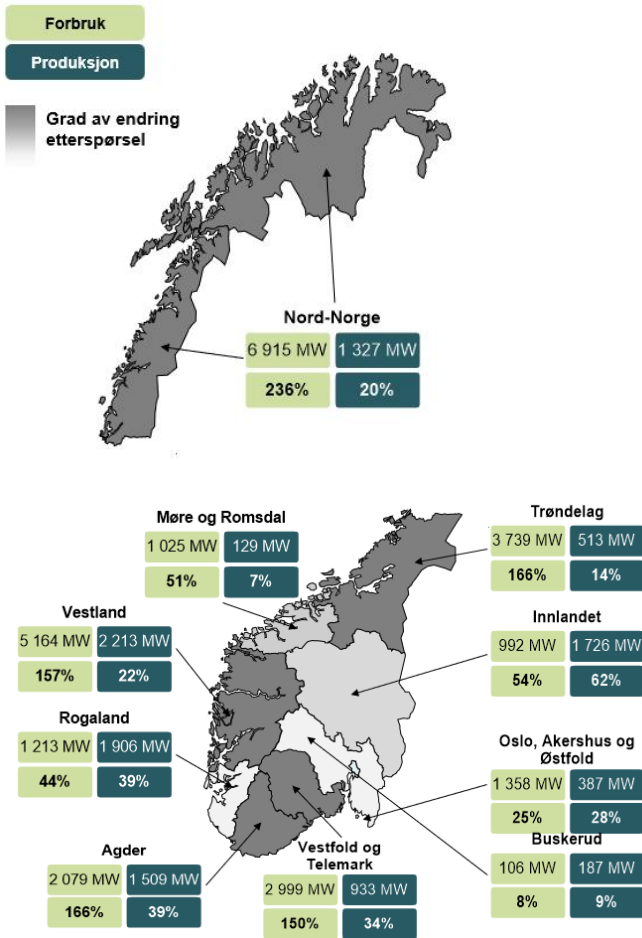 Forbruk
Produksjon
Grad av endring
etterspørsel
Nord-Norge
6 915 MW 1 327 MW
236% 20%
Møre og Romsdal
1 025 MW 129 MW
51% 7%
Trøndelag
3 739 MW 513 MW
166% 14%
Vestland
5 164 MW 2 213 MW
157% 22%
Innlandet
992 MW 1 726 MW
54% 62%
Rogaland
1 213 MW 1 906 MW
44% 39%
Oslo, Akershus og
Østfold
1 358 MW 387 MW
25% 28%
Agder
2 079 MW 1 509 MW
166% 39%
Vestfold og
Telemark
2 999 MW 933 MW
150% 34%
Buskerud
106 MW 187 MW
8% 9%